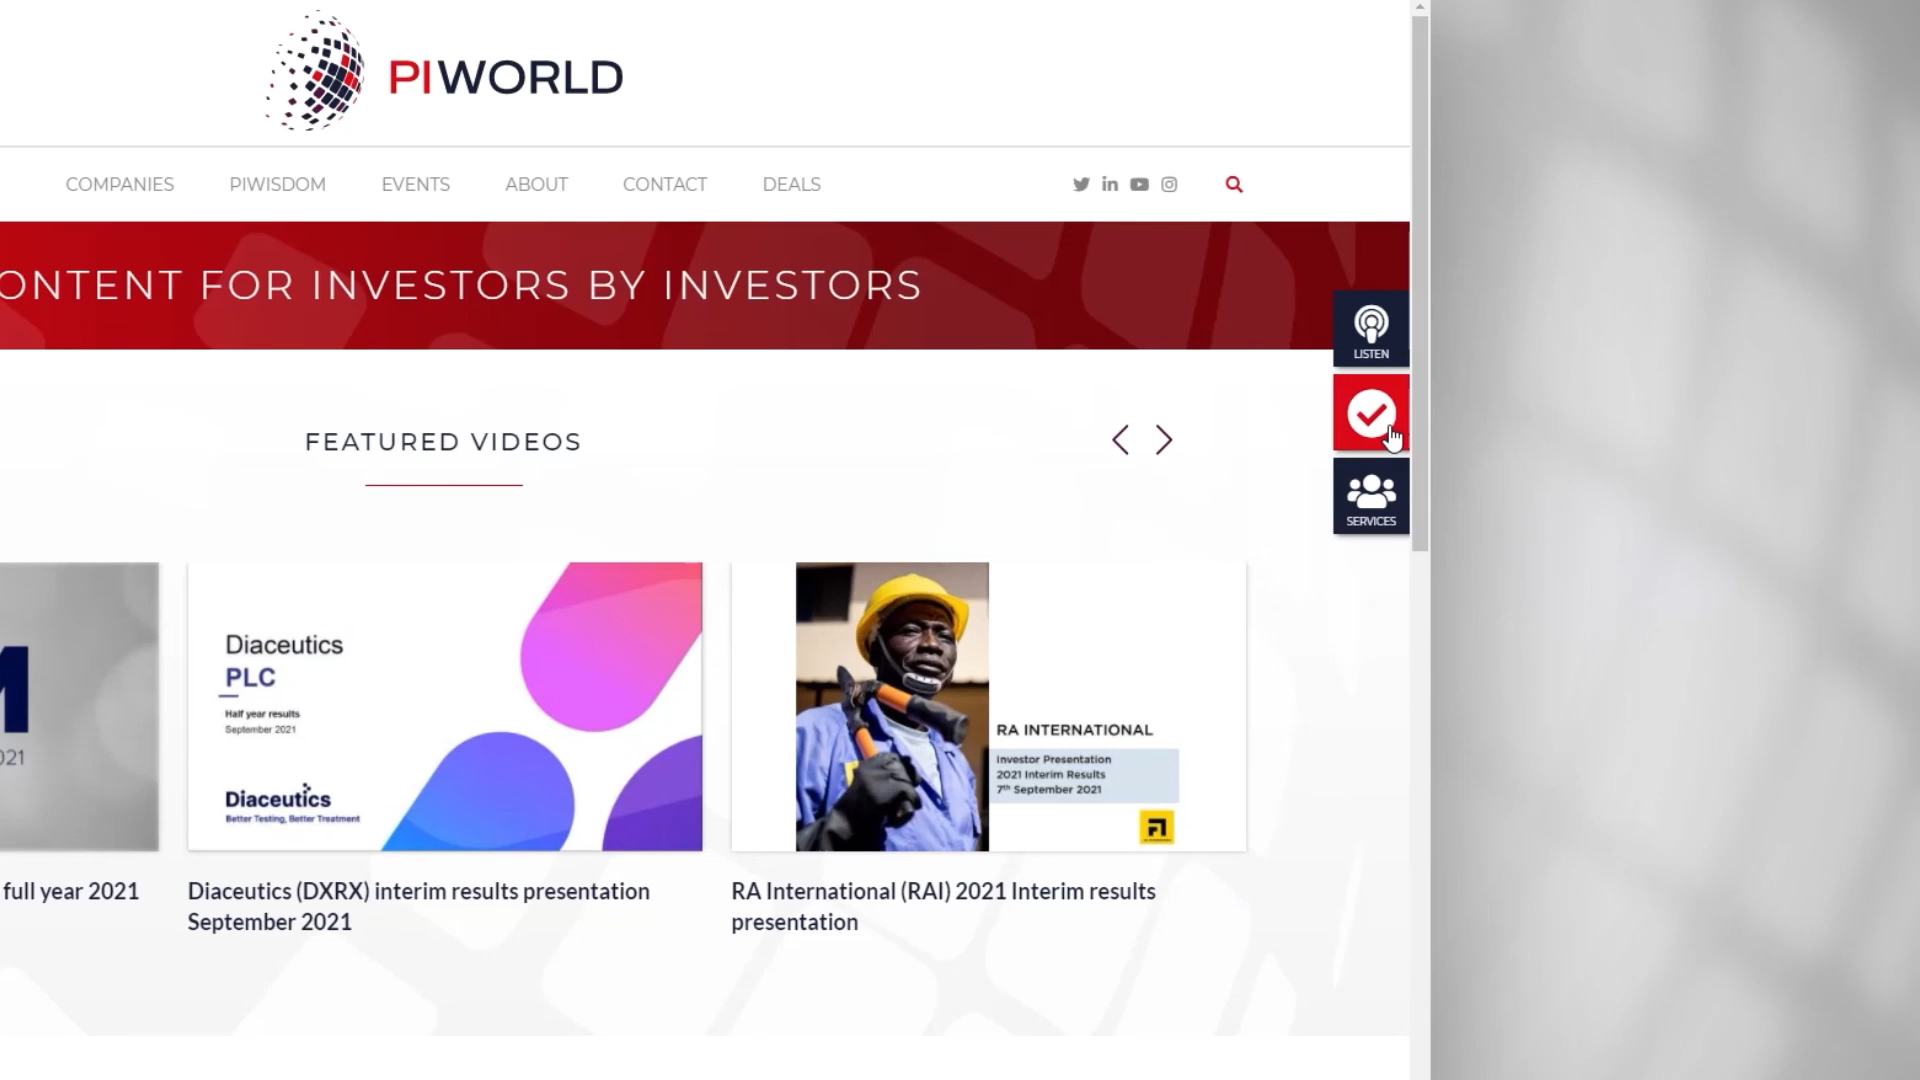 PIWORLD
COMPANIES PIWISDOM EVENTS ABOUT CONTACT DEALS
ONTENT FOR INVESTORS BY INVESTORS
LISTEN
SERVICES
FEATURED VIDEOS
M
021
full year 2021
Diaceutics
PLC
Half year results
September 2021
Diaceutics
Better Testing, Better Treatment
Diaceutics (DXRX) interim results presentation
September 2021
RA INTERNATIONAL
Investor Presentation
2021 Interim Results
7th September 2021
RA International (RAI) 2021 Interim results
presentation